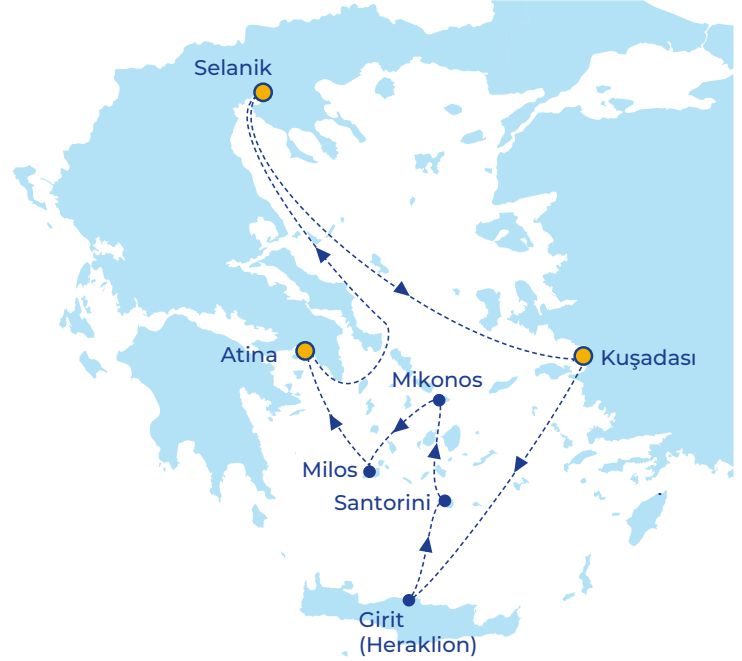 Selanik
Atina
Kuşadası
Mikonos
Milos
Santorini
Girit
(Heraklion)